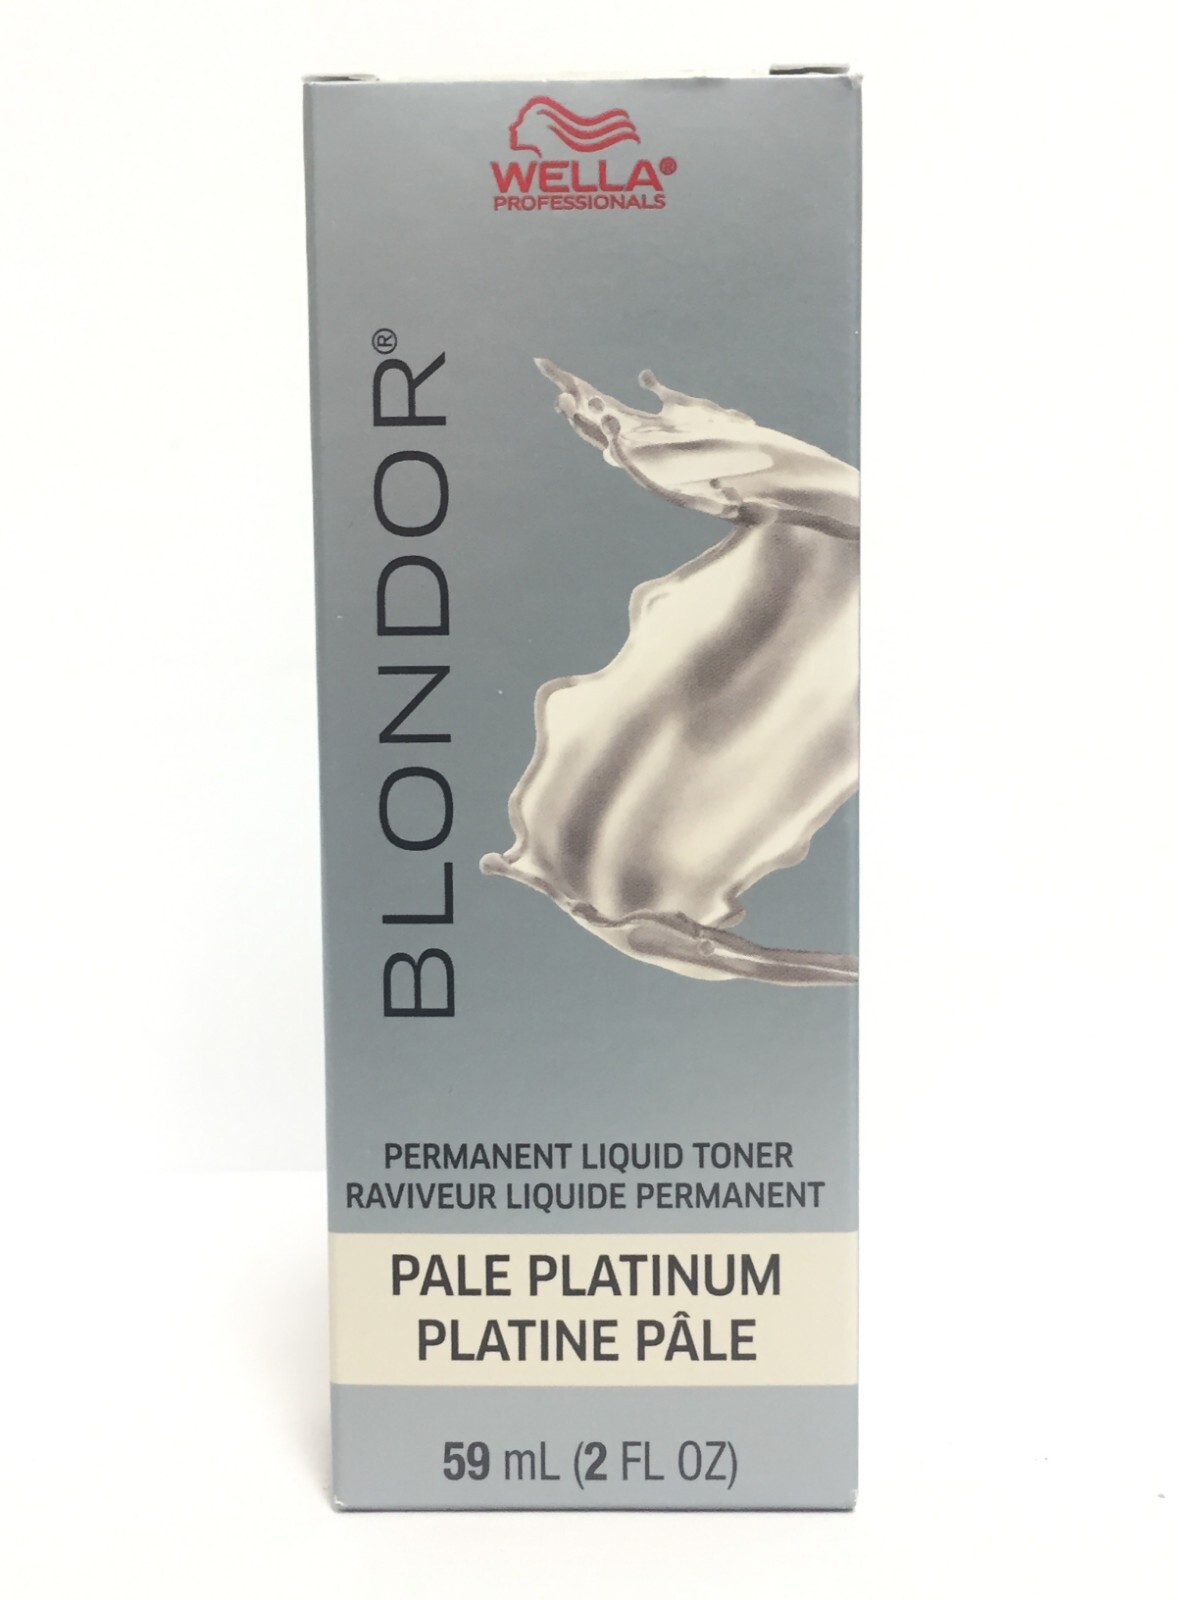 WELLA®
PROFESSIONALS
BLONDOR®
PERMANENT LIQUID TONER
RAVIVEUR LIQUIDE PERMANENT
PALE PLATINUM
PLATINE PÂLE
59 mL (2 FL OZ)